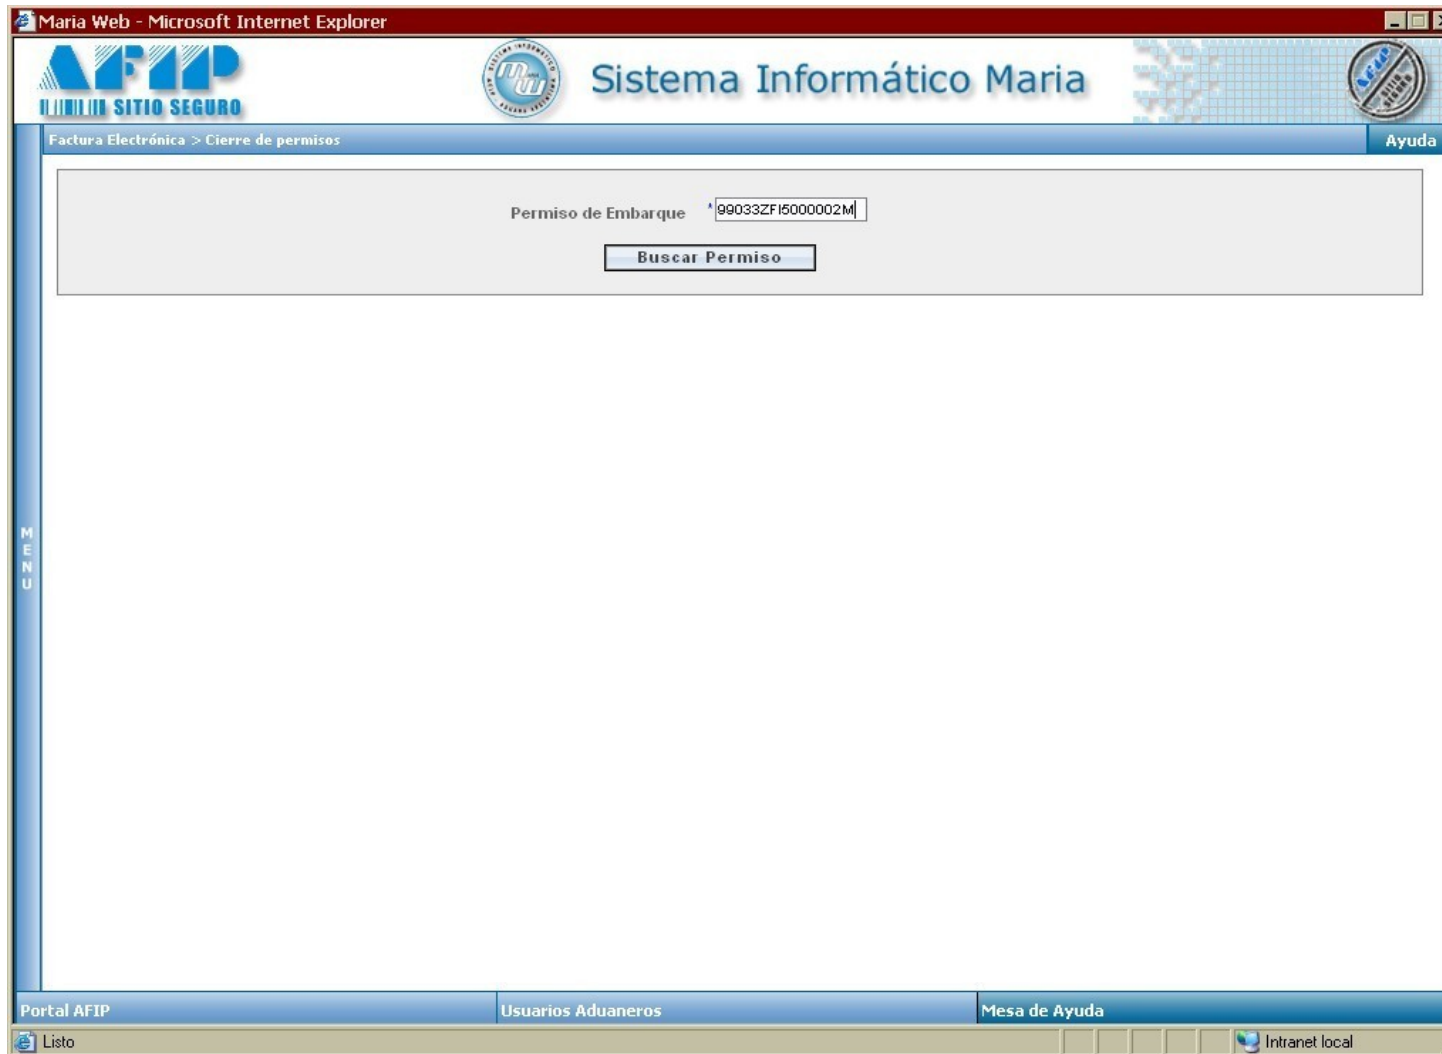 Maria Web - Microsoft Internet Explorer
AFIP
SITIO SEGURO
Sistema Informático Maria
Factura Electrónica > Cierre de permisos
Ayuda
Permiso de Embarque *99033ZFI5000002M
Buscar Permiso
MENU
Portal AFIP
Usuarios Aduaneros
Mesa de Ayuda
Listo
Intranet local